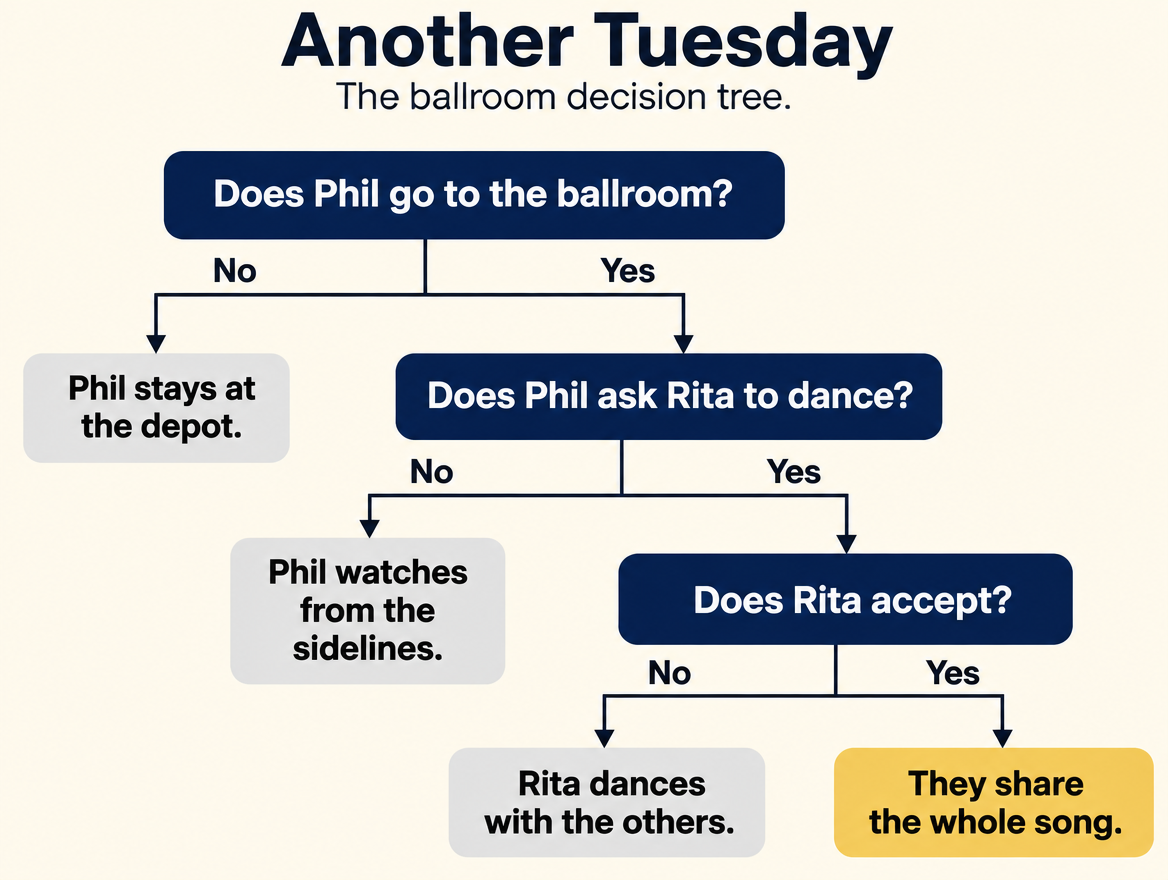 Another Tuesday
The ballroom decision tree.
Does Phil go to the ballroom?
No
Yes
Phil stays at
the depot.
Does Phil ask Rita to dance?
No
Yes
Phil watches
from the
sidelines.
Does Rita accept?
No
Yes
Rita dances
with the others.
They share
the whole song.